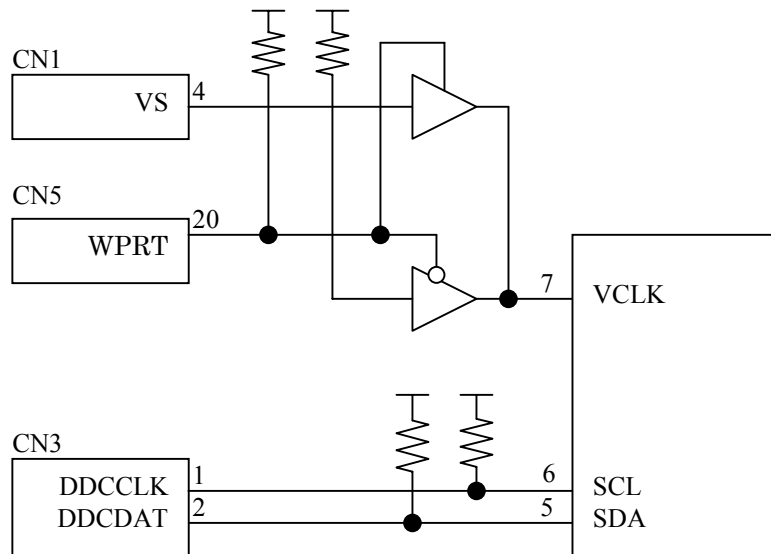 CN1
VS 4
CN5
WPRT 20
7 VCLK
CN3
DDCCLK 1 6 SCL
DDCDAT 2 5 SDA